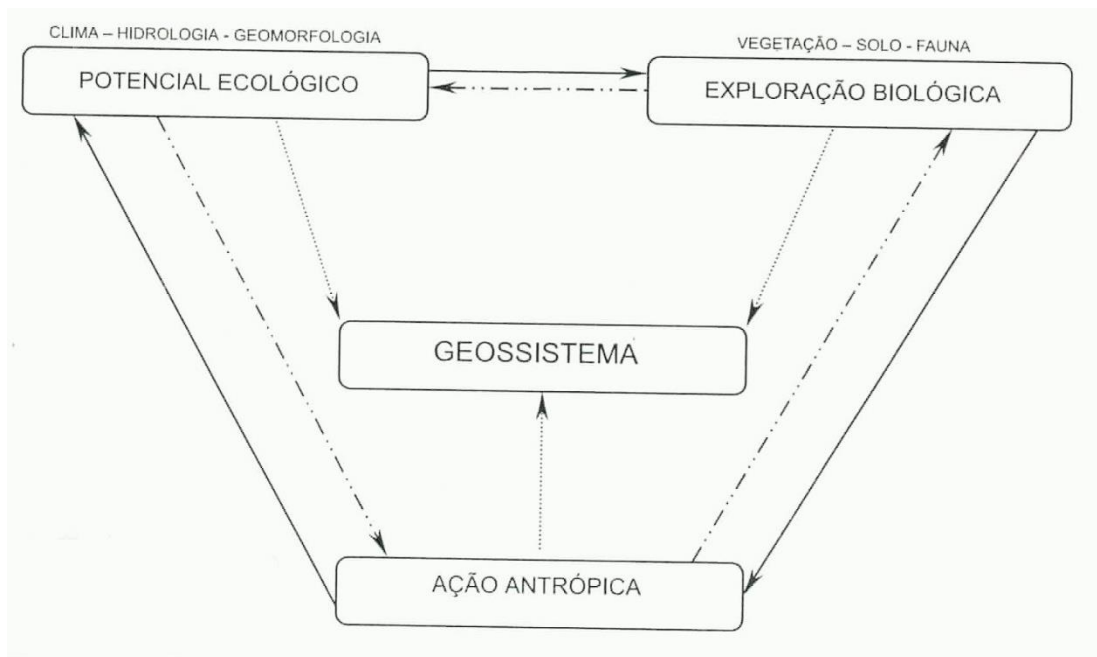 CLIMA – HIDROLOGIA - GEOMORFOLOGIA
POTENCIAL ECOLÓGICO
VEGETAÇÃO – SOLO - FAUNA
EXPLORAÇÃO BIOLÓGICA
GEOSSISTEMA
AÇÃO ANTRÓPICA